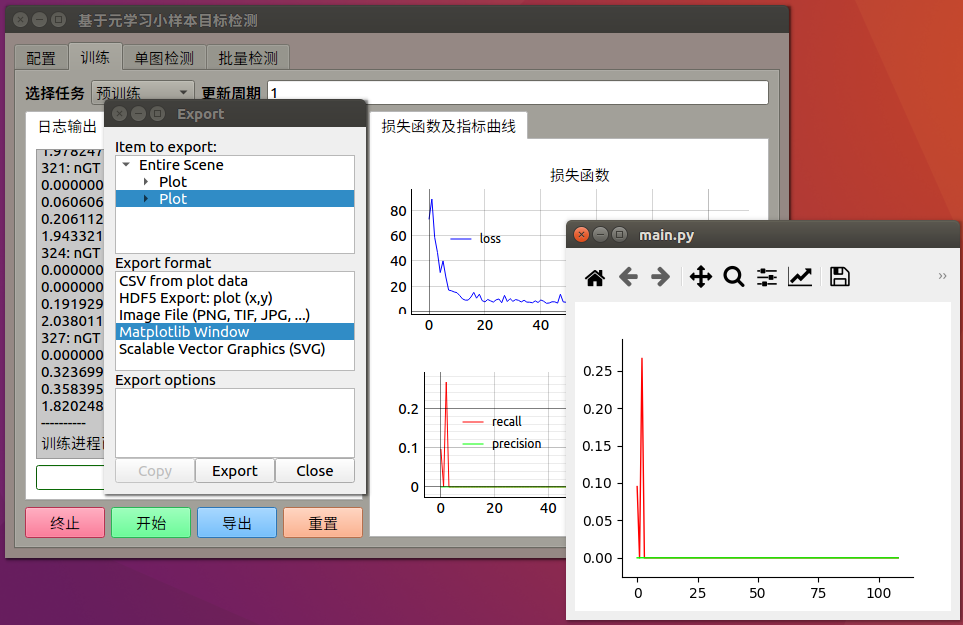 基于元学习小样本目标检测
配置 训练 单图检测 批量检测
选择任务 预训练 更新周期 1
日志输出
1.978247
321: nGT
0.000000
0.060606
0.206112
1.943321
324: nGT
0.000000
0.000000
0.191929
2.038011
327: nGT
0.000000
0.323699
0.358395
1.820248
----------
训练进程
终止 开始 导出 重置
Export
Item to export:
Entire Scene
Plot
Plot
Export format
CSV from plot data
HDF5 Export: plot (x,y)
Image File (PNG, TIF, JPG, ...)
Matplotlib Window
Scalable Vector Graphics (SVG)
Export options
Copy Export Close
损失函数及指标曲线
损失函数
80
60
40
20
0
loss
0 20 40
0.2
0.1
0
recall
precision
0 20 40
main.py
0.25
0.20
0.15
0.10
0.05
0.00
0 25 50 75 100